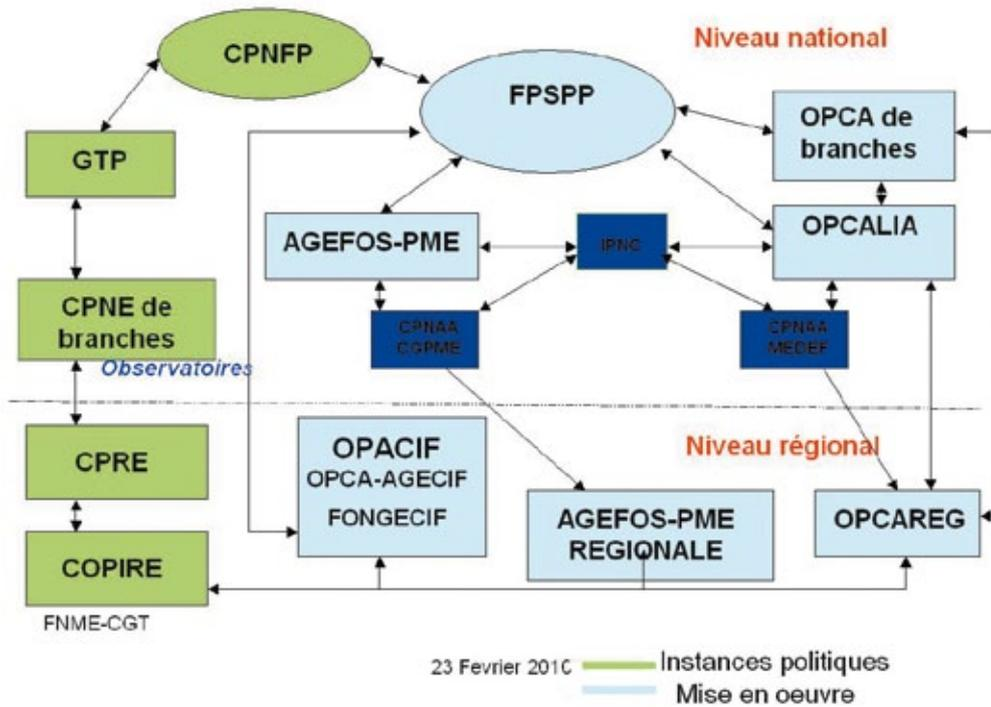 CPNFP
Niveau national
FPSPP
OPCA de
branches
GTP
AGEFOS-PME
IPNC
OPCALIA
CPNE de
branches
Observatoires
CPNAA
CGPME
CPNAA
MEDEF
Niveau régional
CPRE
OPACIF
OPCA-AGECIF
FONGECIF
AGEFOS-PME
REGIONALE
OPCAREG
COPIRE
FNME-CGT
23 Fevrier 2010
Instances politiques
Mise en oeuvre